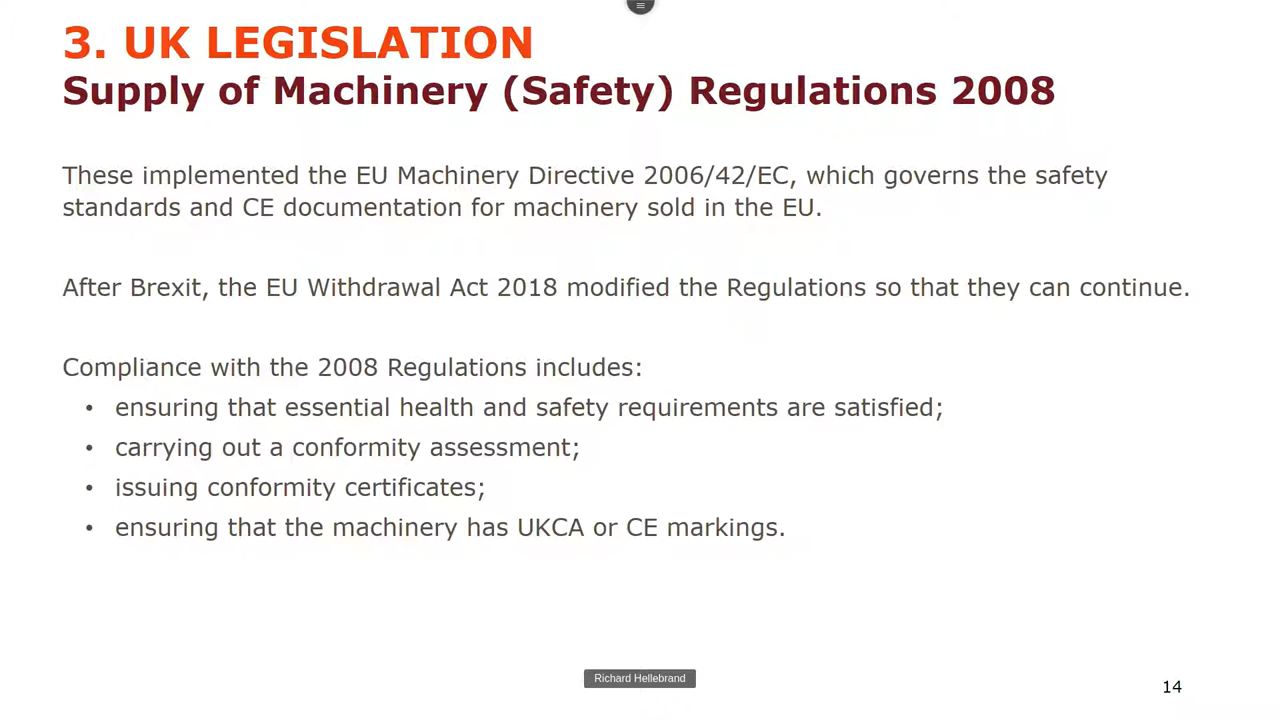 3. UK LEGISLATION
Supply of Machinery (Safety) Regulations 2008
These implemented the EU Machinery Directive 2006/42/EC, which governs the safety
standards and CE documentation for machinery sold in the EU.
After Brexit, the EU Withdrawal Act 2018 modified the Regulations so that they can continue.
Compliance with the 2008 Regulations includes:
• ensuring that essential health and safety requirements are satisfied;
• carrying out a conformity assessment;
• issuing conformity certificates;
• ensuring that the machinery has UKCA or CE markings.
Richard Hellebrand
14